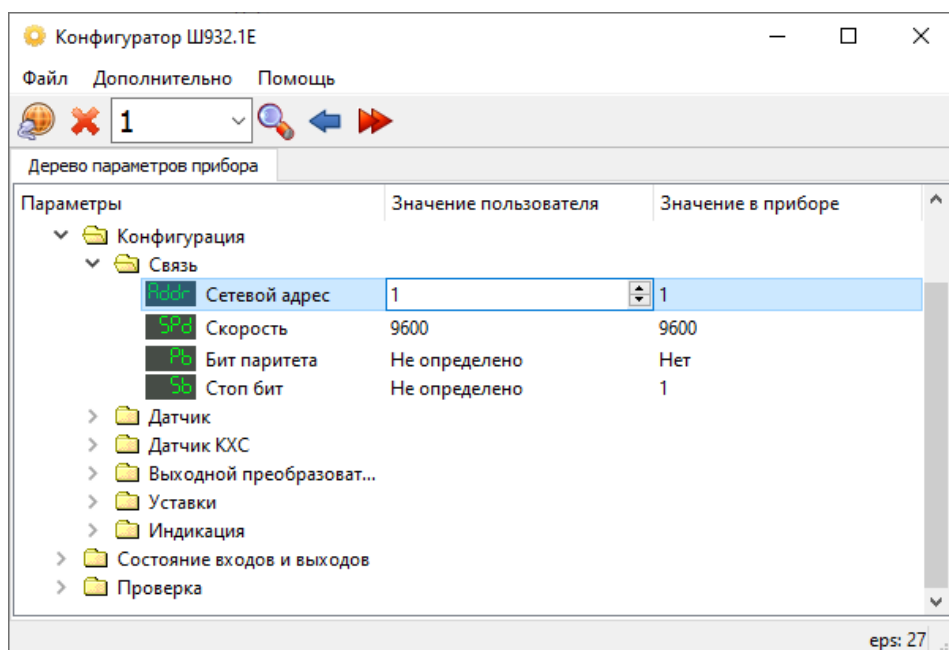 Конфигуратор Ш932.1Е
Файл Дополнительно Помощь
1
Дерево параметров прибора
Параметры Значение пользователя Значение в приборе
Конфигурация
Связь
Addr Сетевой адрес 1 1
SPd Скорость 9600 9600
Pb Бит паритета Не определено Нет
Sb Стоп бит Не определено 1
Датчик
Датчик КХС
Выходной преобразоват...
Уставки
Индикация
Состояние входов и выходов
Проверка
eps: 27